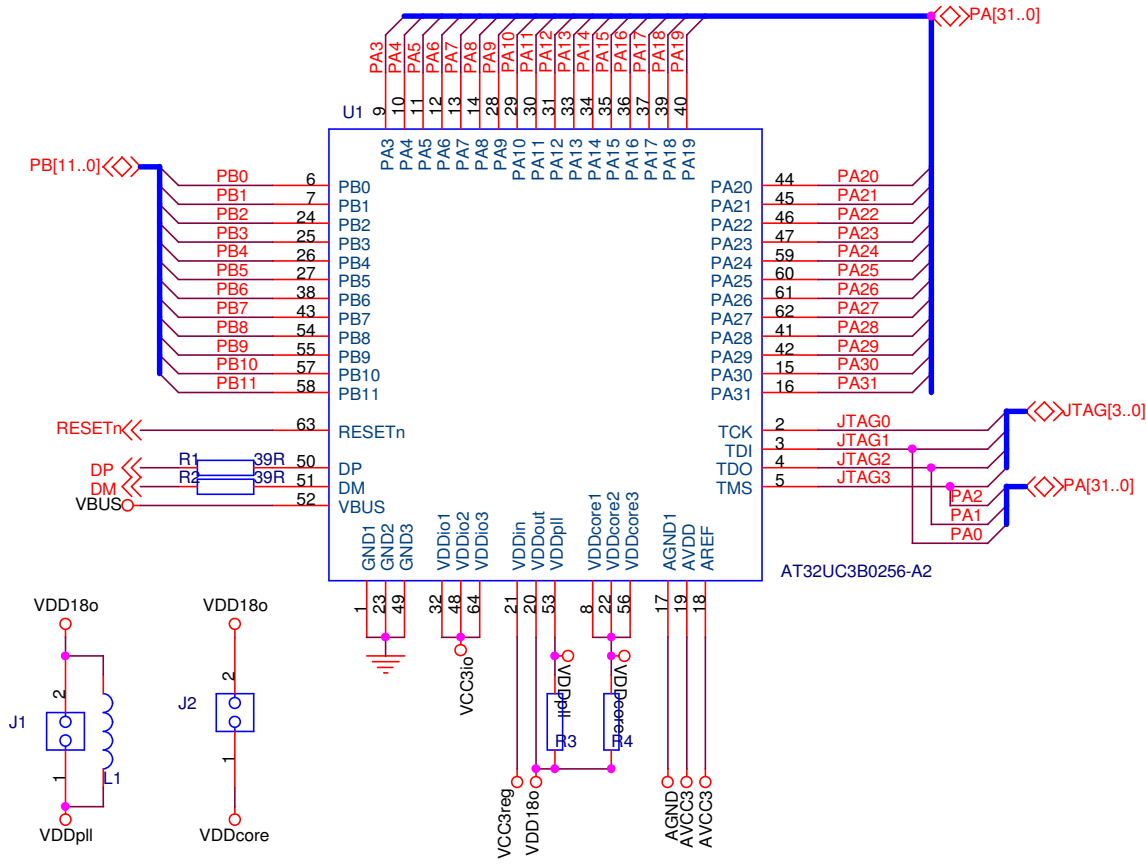 PA[31..0]
PA3 PA4 PA5 PA6 PA7 PA8 PA9 PA10 PA11 PA12 PA13 PA14 PA15 PA16 PA17 PA18 PA19
9 10 11 12 13 14 28 29 30 31 33 34 35 36 37 39 40
U1
PA3 PA4 PA5 PA6 PA7 PA8 PA9 PA10 PA11 PA12 PA13 PA14 PA15 PA16 PA17 PA18 PA19
PB[11..0]
PB0 6 PB0 PA20 44 PA20
PB1 7 PB1 PA21 45 PA21
PB2 24 PB2 PA22 46 PA22
PB3 25 PB3 PA23 47 PA23
PB4 26 PB4 PA24 59 PA24
PB5 27 PB5 PA25 60 PA25
PB6 38 PB6 PA26 61 PA26
PB7 43 PB7 PA27 62 PA27
PB8 54 PB8 PA28 41 PA28
PB9 55 PB9 PA29 42 PA29
PB10 57 PB10 PA30 15 PA30
PB11 58 PB11 PA31 16 PA31
JTAG[3..0]
RESETn 63 RESETn TCK 2 JTAG0
TDI 3 JTAG1
DP R1 39R 50 DP TDO 4 JTAG2
DM R2 39R 51 DM TMS 5 JTAG3
PA[31..0]
VBUS 52 VBUS PA2
PA1
PA0
GND1 GND2 GND3 VDDio1 VDDio2 VDDio3 VDDin VDDout VDDpll VDDcore1 VDDcore2 VDDcore3 AGND1 AVDD AREF
AT32UC3B0256-A2
1 23 49 32 48 64 21 20 53 8 22 56 17 19 18
VDD18o VDD18o
VCC3io VDDpll VDDcore
2 2
J1 J2 R3 R4
1 1
L1
VCC3reg VDD18o AGND AVCC3 AVCC3
VDDpll VDDcore